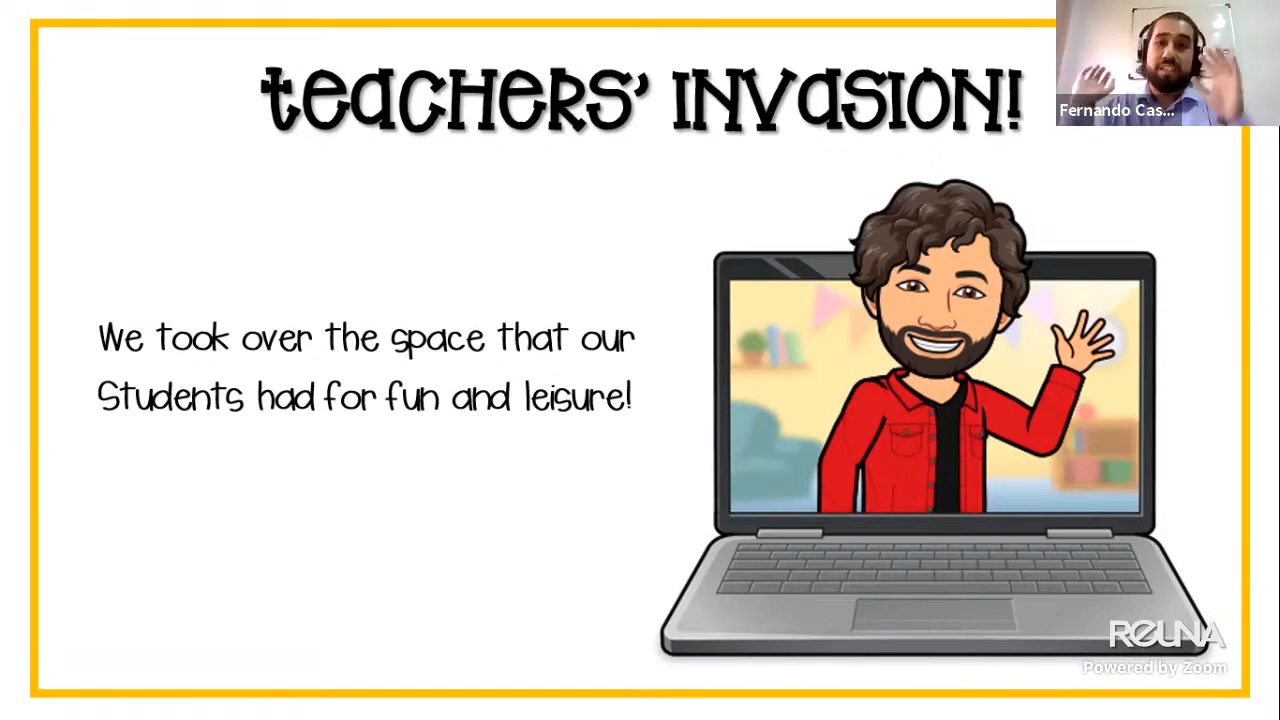 teachers' invasion!
Fernando Cas...
We took over the space that our
Students had for fun and leisure!
REUNA
Powered by Zoom